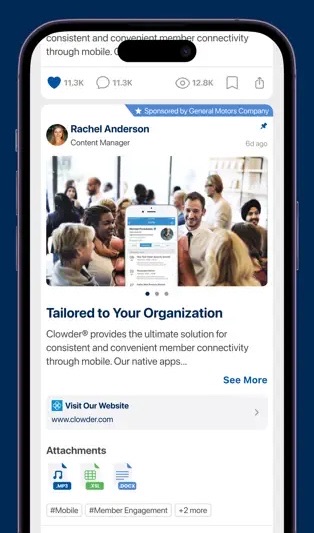 consistent and convenient member connectivity
through mobile.
11.3K 11.3K 12.8K
Sponsored by General Motors Company
Rachel Anderson
Content Manager
6d ago
Tailored to Your Organization
Clowder® provides the ultimate solution for
consistent and convenient member connectivity
through mobile. Our native apps...
See More
Visit Our Website
www.clowder.com
Attachments
.MP3 .XSL .DOCX
#Mobile #Member Engagement +2 more